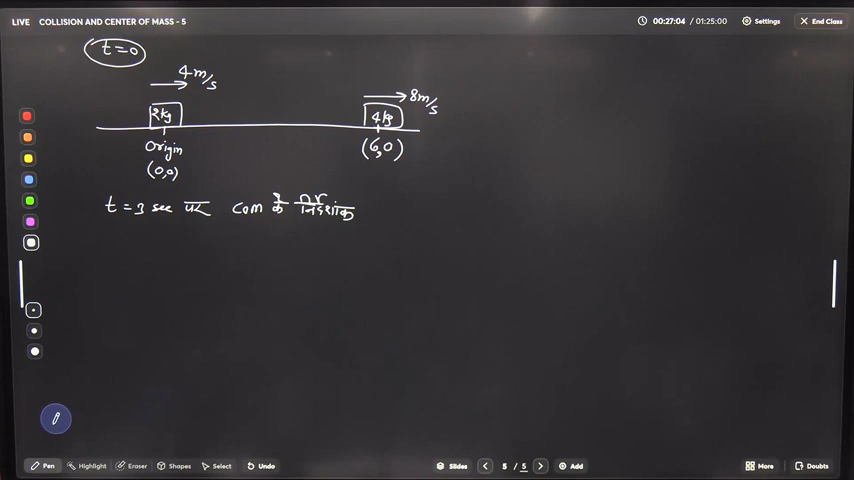 LIVE COLLISION AND CENTER OF MASS - 5 00:27:04 / 01:25:00 Settings End Class
t=0
4m/s
8m/s
2kg 4kg
Origin (6,0)
(0,0)
t = 3 sec पर com के निर्देशांक
Pen Highlight Eraser Shapes Select Undo Slides 5 / 5 Add More Doubts